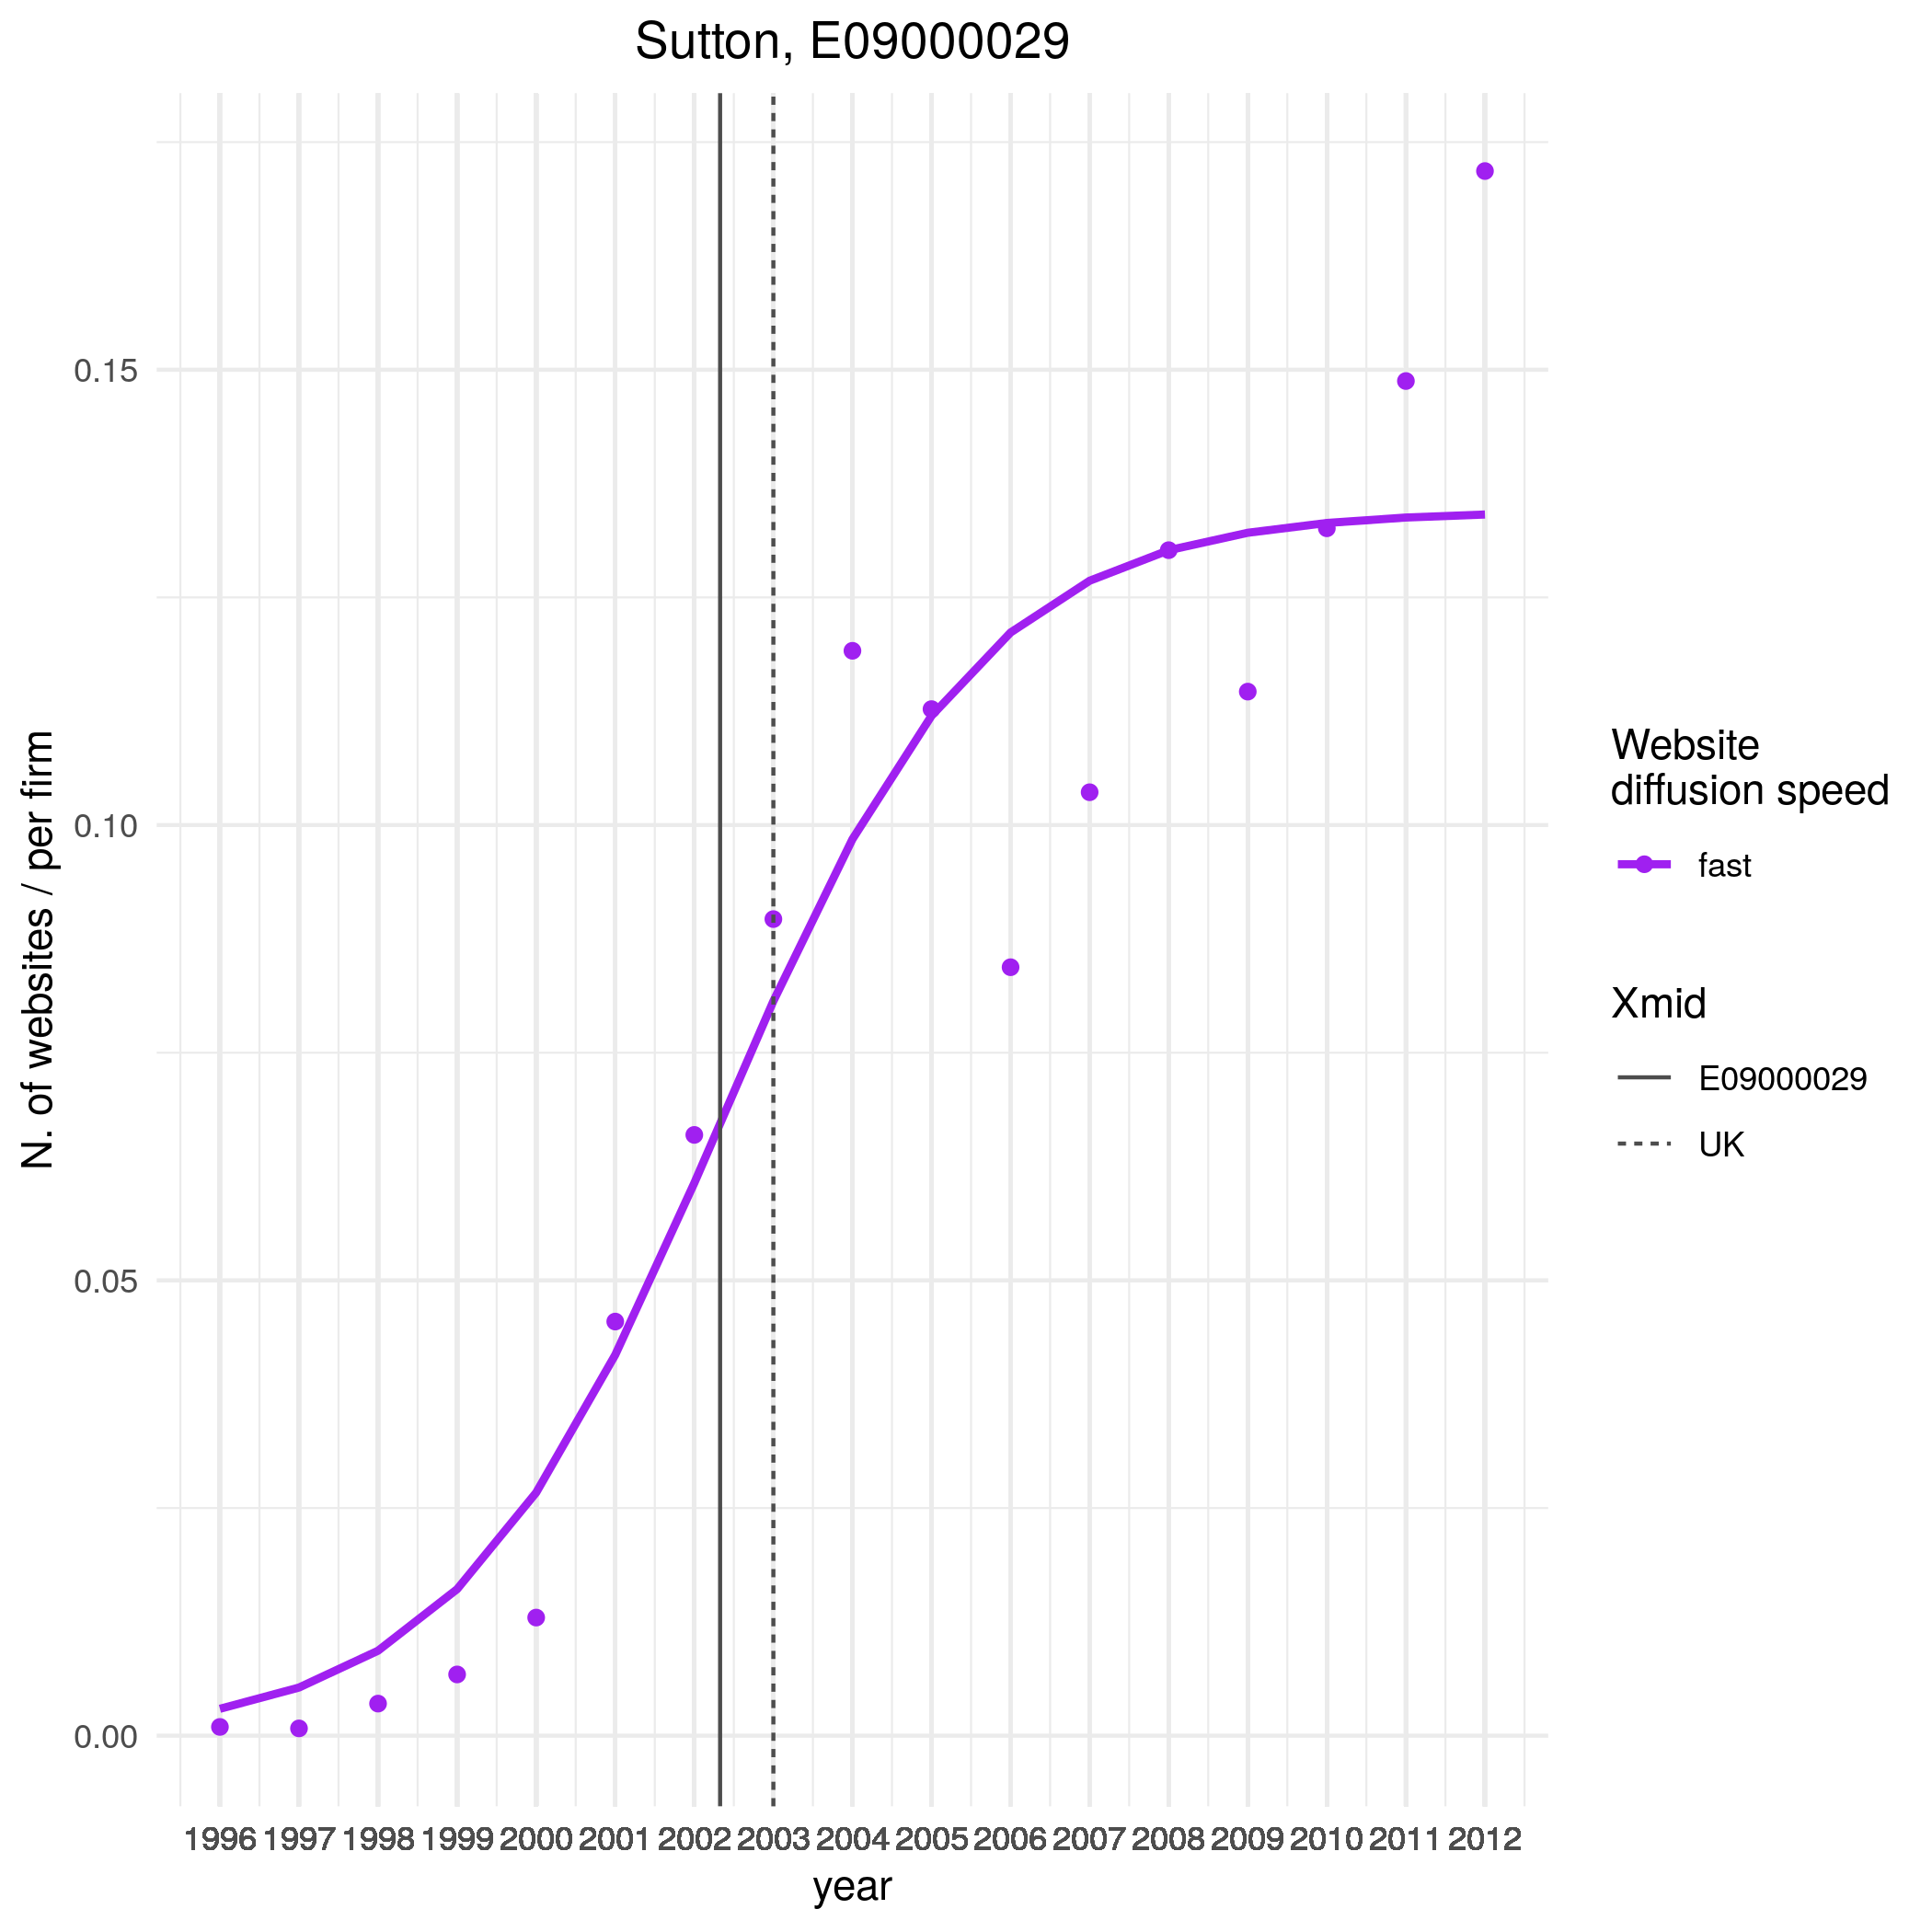 Sutton, E09000029
N. of websites / per firm
0.15
0.10
0.05
0.00
1996 1997 1998 1999 2000 2001 2002 2003 2004 2005 2006 2007 2008 2009 2010 2011 2012
year
Website
diffusion speed
fast
Xmid
E09000029
UK